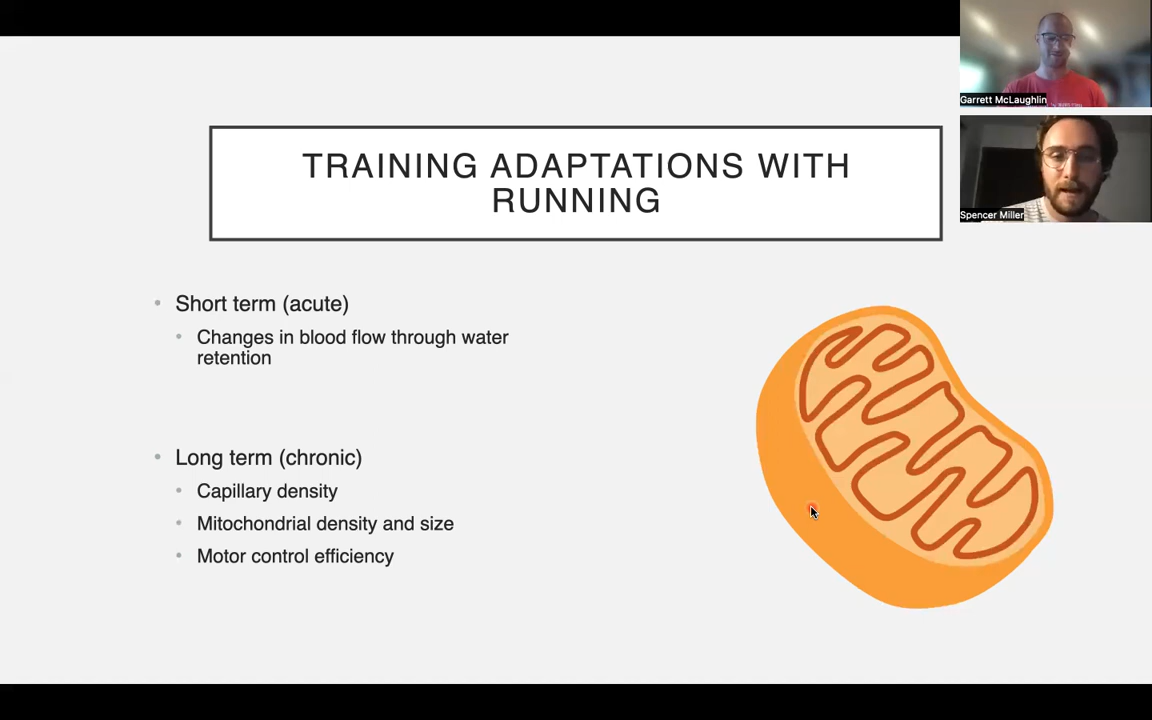 TRAINING ADAPTATIONS WITH
RUNNING
• Short term (acute)
• Changes in blood flow through water
retention
• Long term (chronic)
• Capillary density
• Mitochondrial density and size
• Motor control efficiency
Garrett McLaughlin
Spencer Miller